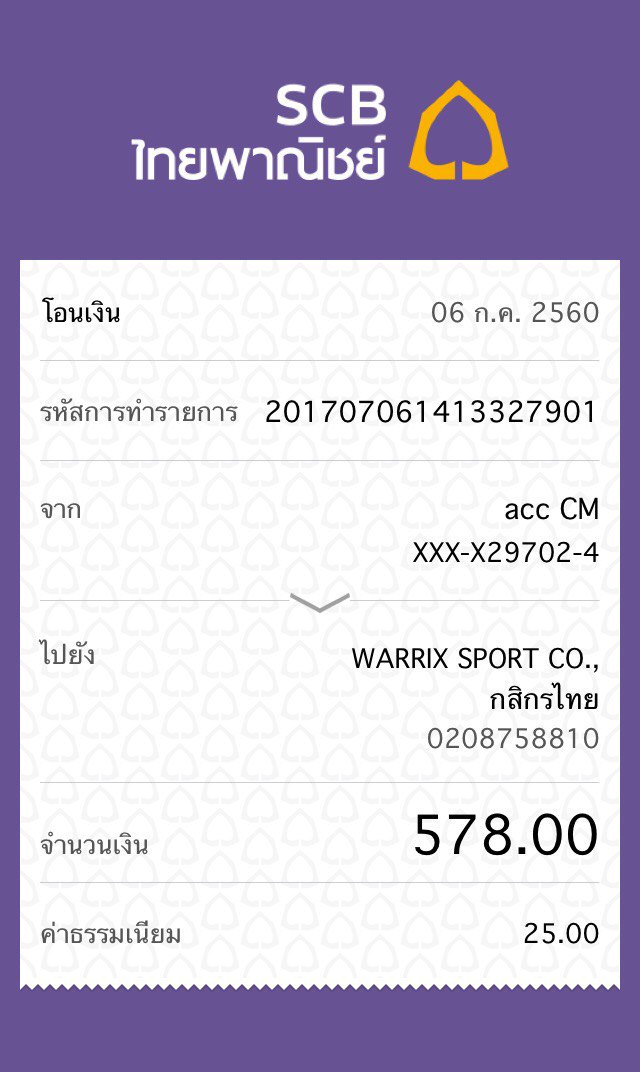 SCB
ไทยพาณิชย์
โอนเงิน 06 ก.ค. 2560
รหัสการทำรายการ 201707061413327901
จาก acc CM
XXX-X29702-4
ไปยัง WARRIX SPORT CO.,
กสิกรไทย
0208758810
จำนวนเงิน 578.00
ค่าธรรมเนียม 25.00